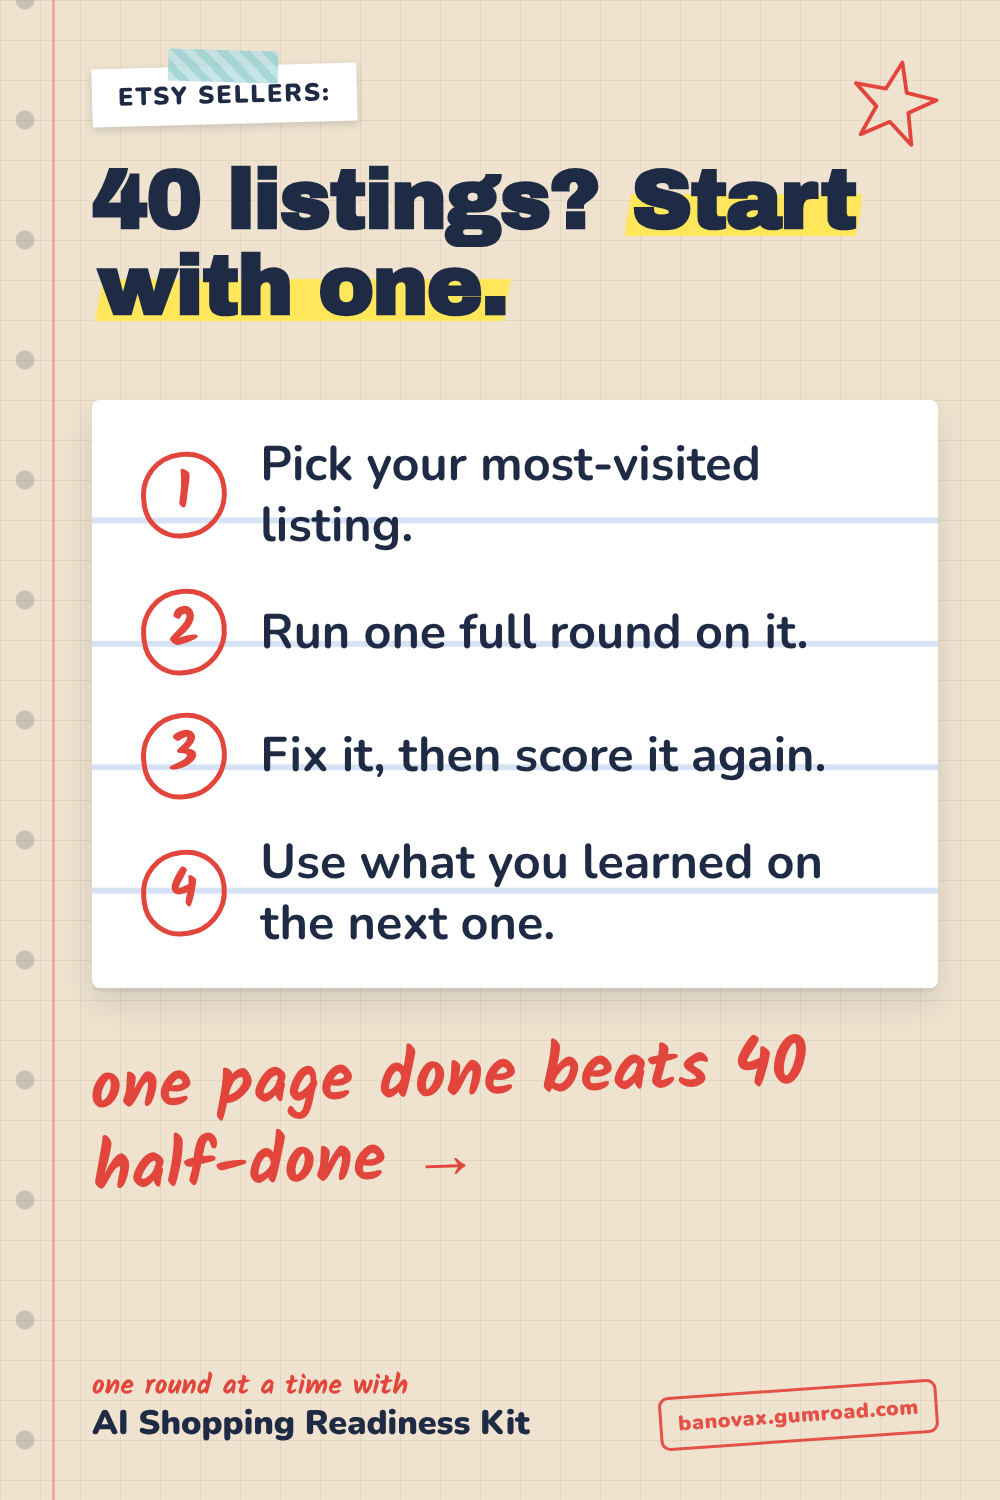 ETSY SELLERS:
40 listings? Start
with one.
1 Pick your most-visited
listing.
2 Run one full round on it.
3 Fix it, then score it again.
4 Use what you learned on
the next one.
one page done beats 40
half-done →
one round at a time with
AI Shopping Readiness Kit
banovax.gumroad.com